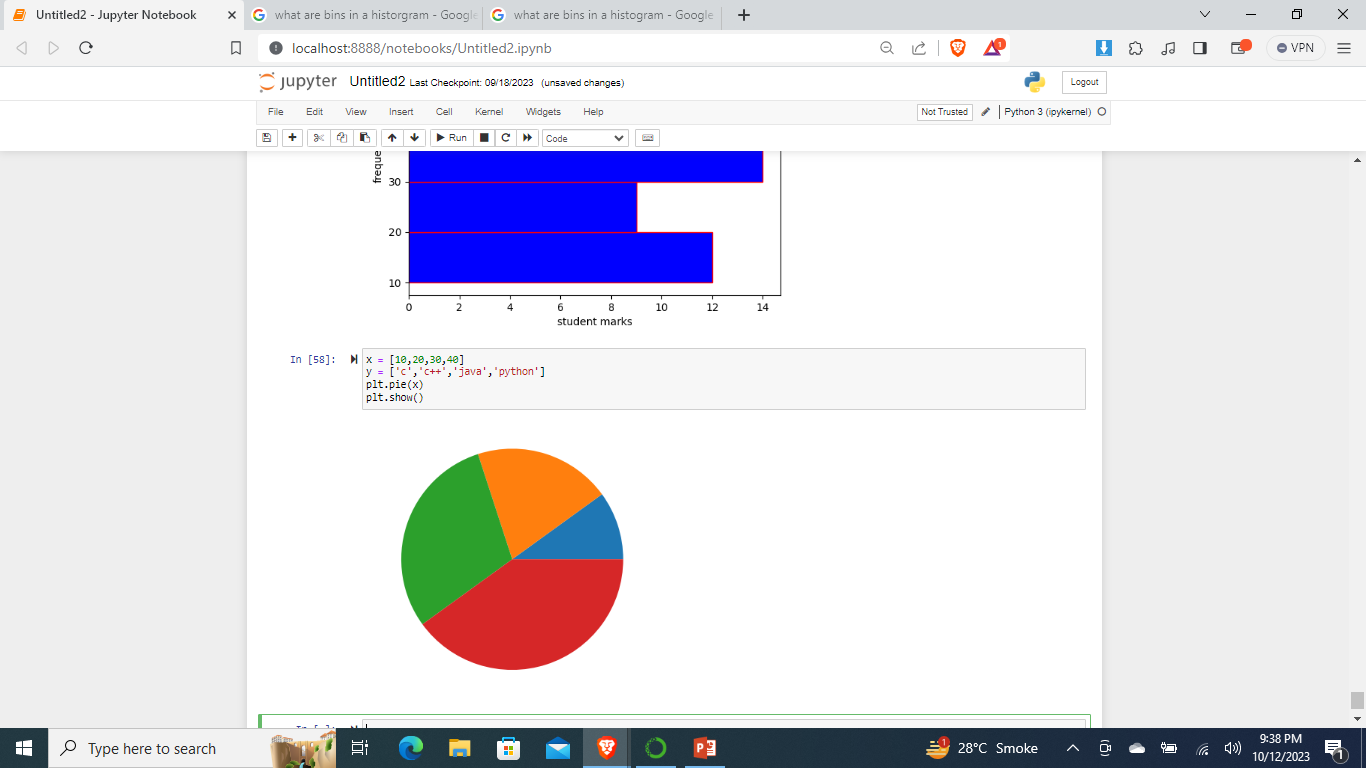 Untitled2 - Jupyter Notebook
what are bins in a historgram - Google
what are bins in a histogram - Google
localhost:8888/notebooks/Untitled2.ipynb
1
VPN
jupyter Untitled2 Last Checkpoint: 09/18/2023 (unsaved changes)
Logout
File Edit View Insert Cell Kernel Widgets Help
Not Trusted
Python 3 (ipykernel)
Run
Code
freque
30
20
10
0 2 4 6 8 10 12 14
student marks
In [58]:
x = [10,20,30,40]
y = ['c','c++','java','python']
plt.pie(x)
plt.show()
Type here to search
1
28°C Smoke
9:38 PM
10/12/2023
1